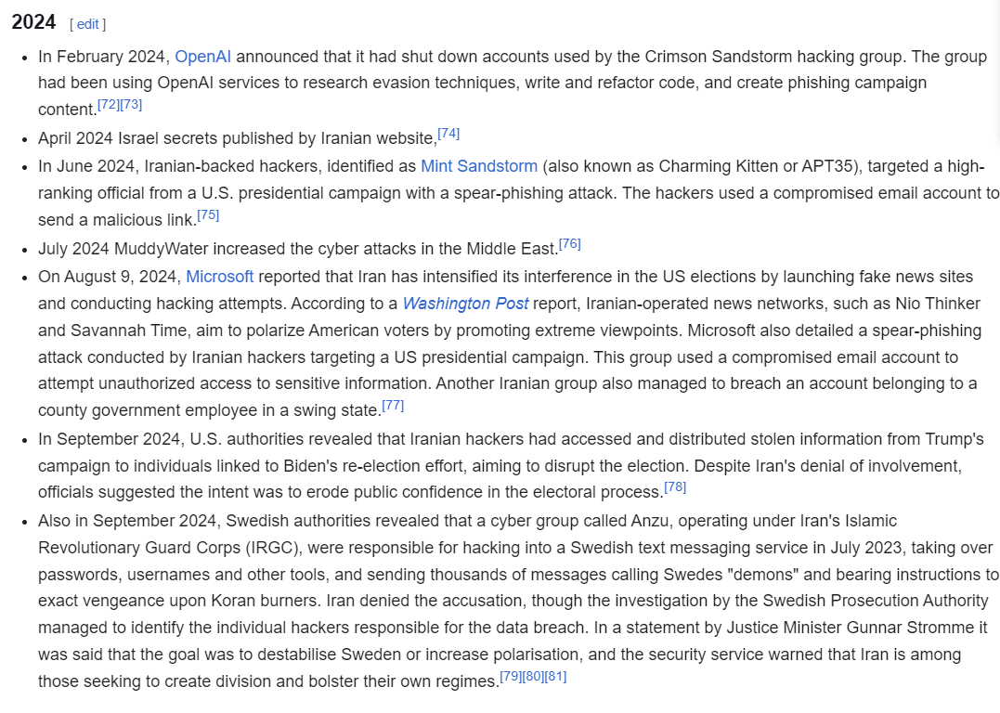 2024 [ edit ]
In February 2024, OpenAI announced that it had shut down accounts used by the Crimson Sandstorm hacking group. The group
had been using OpenAI services to research evasion techniques, write and refactor code, and create phishing campaign
content.[72][73]
April 2024 Israel secrets published by Iranian website,[74]
In June 2024, Iranian-backed hackers, identified as Mint Sandstorm (also known as Charming Kitten or APT35), targeted a high-
ranking official from a U.S. presidential campaign with a spear-phishing attack. The hackers used a compromised email account to
send a malicious link.[75]
July 2024 MuddyWater increased the cyber attacks in the Middle East.[76]
On August 9, 2024, Microsoft reported that Iran has intensified its interference in the US elections by launching fake news sites
and conducting hacking attempts. According to a Washington Post report, Iranian-operated news networks, such as Nio Thinker
and Savannah Time, aim to polarize American voters by promoting extreme viewpoints. Microsoft also detailed a spear-phishing
attack conducted by Iranian hackers targeting a US presidential campaign. This group used a compromised email account to
attempt unauthorized access to sensitive information. Another Iranian group also managed to breach an account belonging to a
county government employee in a swing state.[77]
In September 2024, U.S. authorities revealed that Iranian hackers had accessed and distributed stolen information from Trump's
campaign to individuals linked to Biden's re-election effort, aiming to disrupt the election. Despite Iran's denial of involvement,
officials suggested the intent was to erode public confidence in the electoral process.[78]
Also in September 2024, Swedish authorities revealed that a cyber group called Anzu, operating under Iran's Islamic
Revolutionary Guard Corps (IRGC), were responsible for hacking into a Swedish text messaging service in July 2023, taking over
passwords, usernames and other tools, and sending thousands of messages calling Swedes "demons" and bearing instructions to
exact vengeance upon Koran burners. Iran denied the accusation, though the investigation by the Swedish Prosecution Authority
managed to identify the individual hackers responsible for the data breach. In a statement by Justice Minister Gunnar Stromme it
was said that the goal was to destabilise Sweden or increase polarisation, and the security service warned that Iran is among
those seeking to create division and bolster their own regimes.[79][80][81]